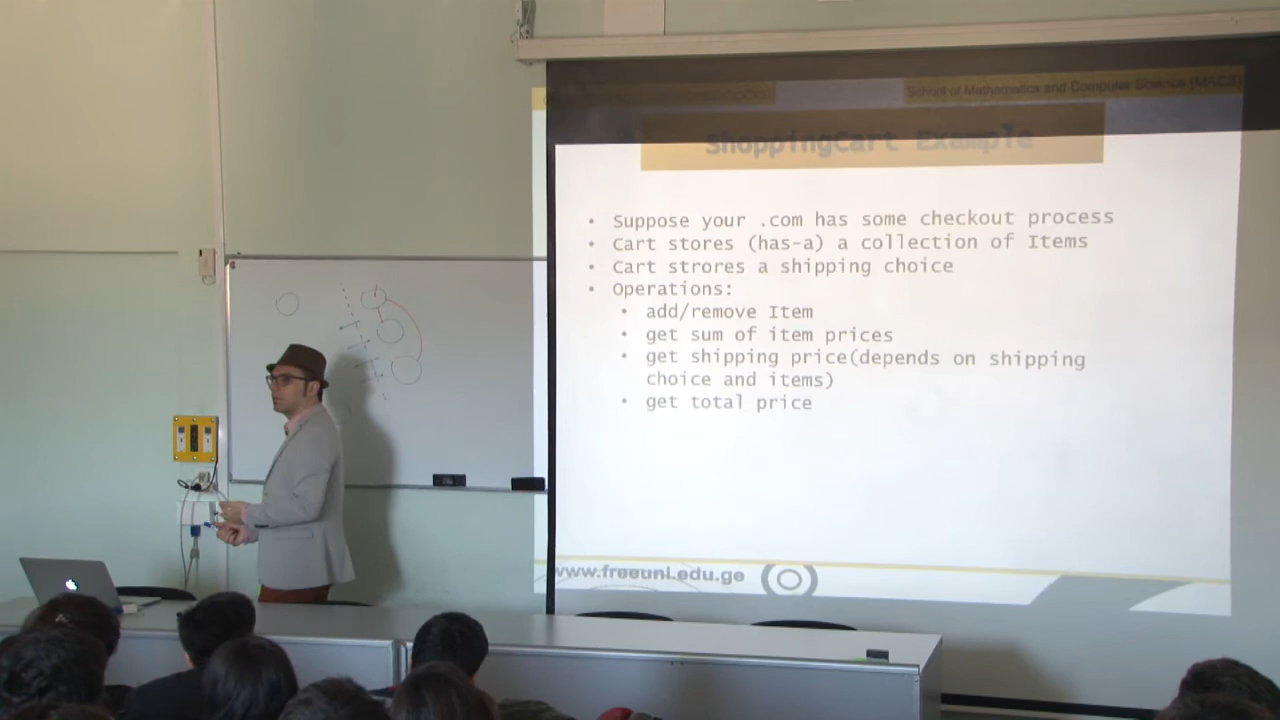 School of Mathematics and Computer Science (MACS)
ShoppingCart Example
• Suppose your .com has some checkout process
• Cart stores (has-a) a collection of Items
• Cart strores a shipping choice
• Operations:
• add/remove Item
• get sum of item prices
• get shipping price(depends on shipping
choice and items)
• get total price
www.freeuni.edu.ge